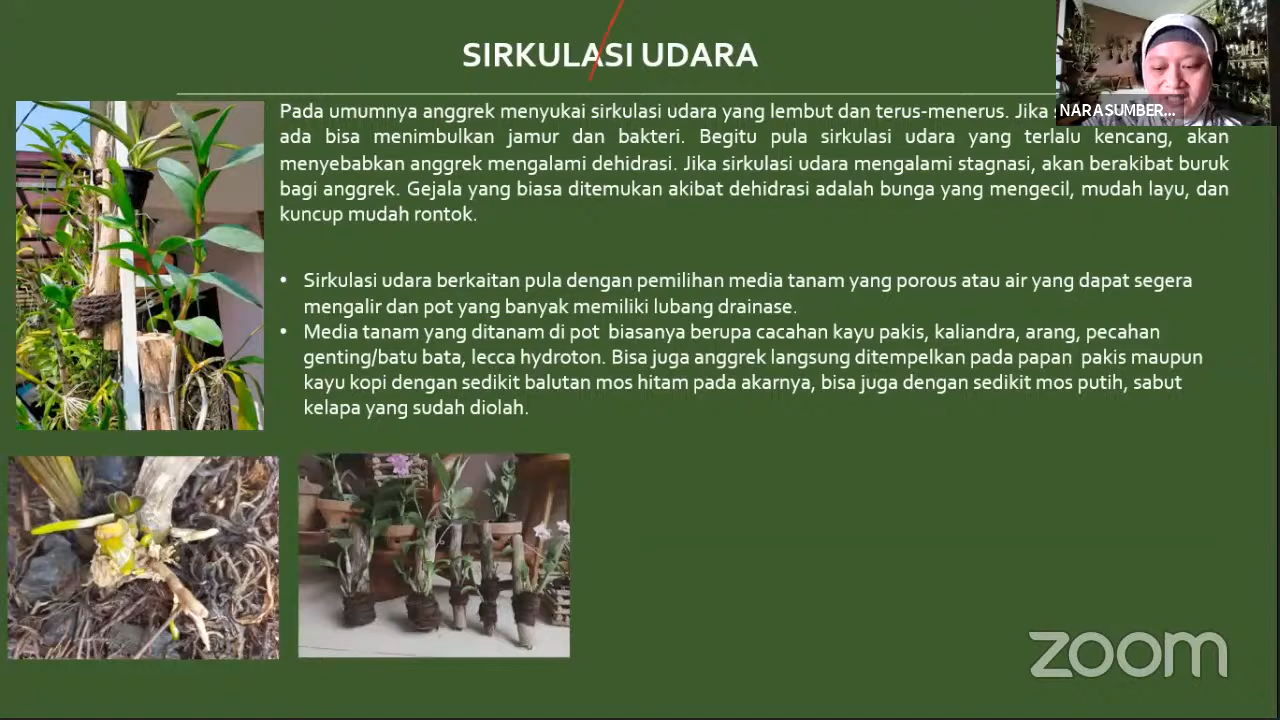 SIRKULASI UDARA
Pada umumnya anggrek menyukai sirkulasi udara yang lembut dan terus-menerus. Jika
NARASUMBER...
ada bisa menimbulkan jamur dan bakteri. Begitu pula sirkulasi udara yang terlalu kencang, akan
menyebabkan anggrek mengalami dehidrasi. Jika sirkulasi udara mengalami stagnasi, akan berakibat buruk
bagi anggrek. Gejala yang biasa ditemukan akibat dehidrasi adalah bunga yang mengecil, mudah layu, dan
kuncup mudah rontok.
• Sirkulasi udara berkaitan pula dengan pemilihan media tanam yang porous atau air yang dapat segera
mengalir dan pot yang banyak memiliki lubang drainase.
• Media tanam yang ditanam di pot biasanya berupa cacahan kayu pakis, kaliandra, arang, pecahan
genting/batu bata, lecca hydroton. Bisa juga anggrek langsung ditempelkan pada papan pakis maupun
kayu kopi dengan sedikit balutan mos hitam pada akarnya, bisa juga dengan sedikit mos putih, sabut
kelapa yang sudah diolah.
zoom